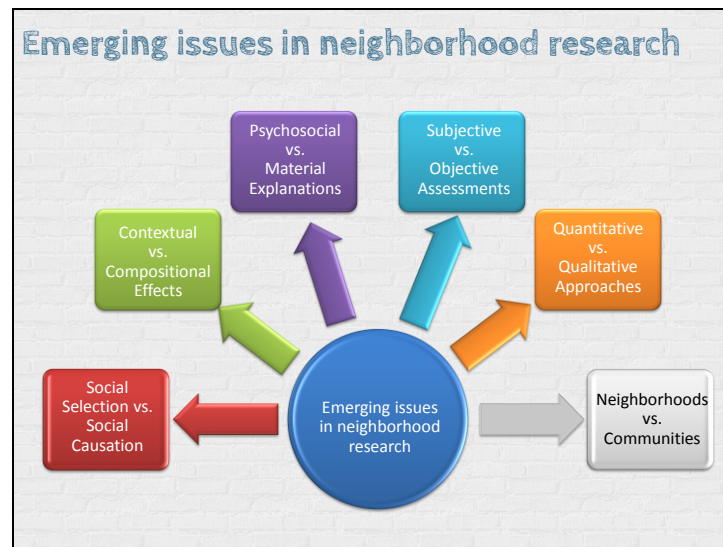 Emerging issues in neighborhood research
Psychosocial
vs.
Material
Explanations
Subjective
vs.
Objective
Assessments
Contextual
vs.
Compositional
Effects
Quantitative
vs.
Qualitative
Approaches
Social
Selection vs.
Social
Causation
Emerging issues
in neighborhood
research
Neighborhoods
vs.
Communities